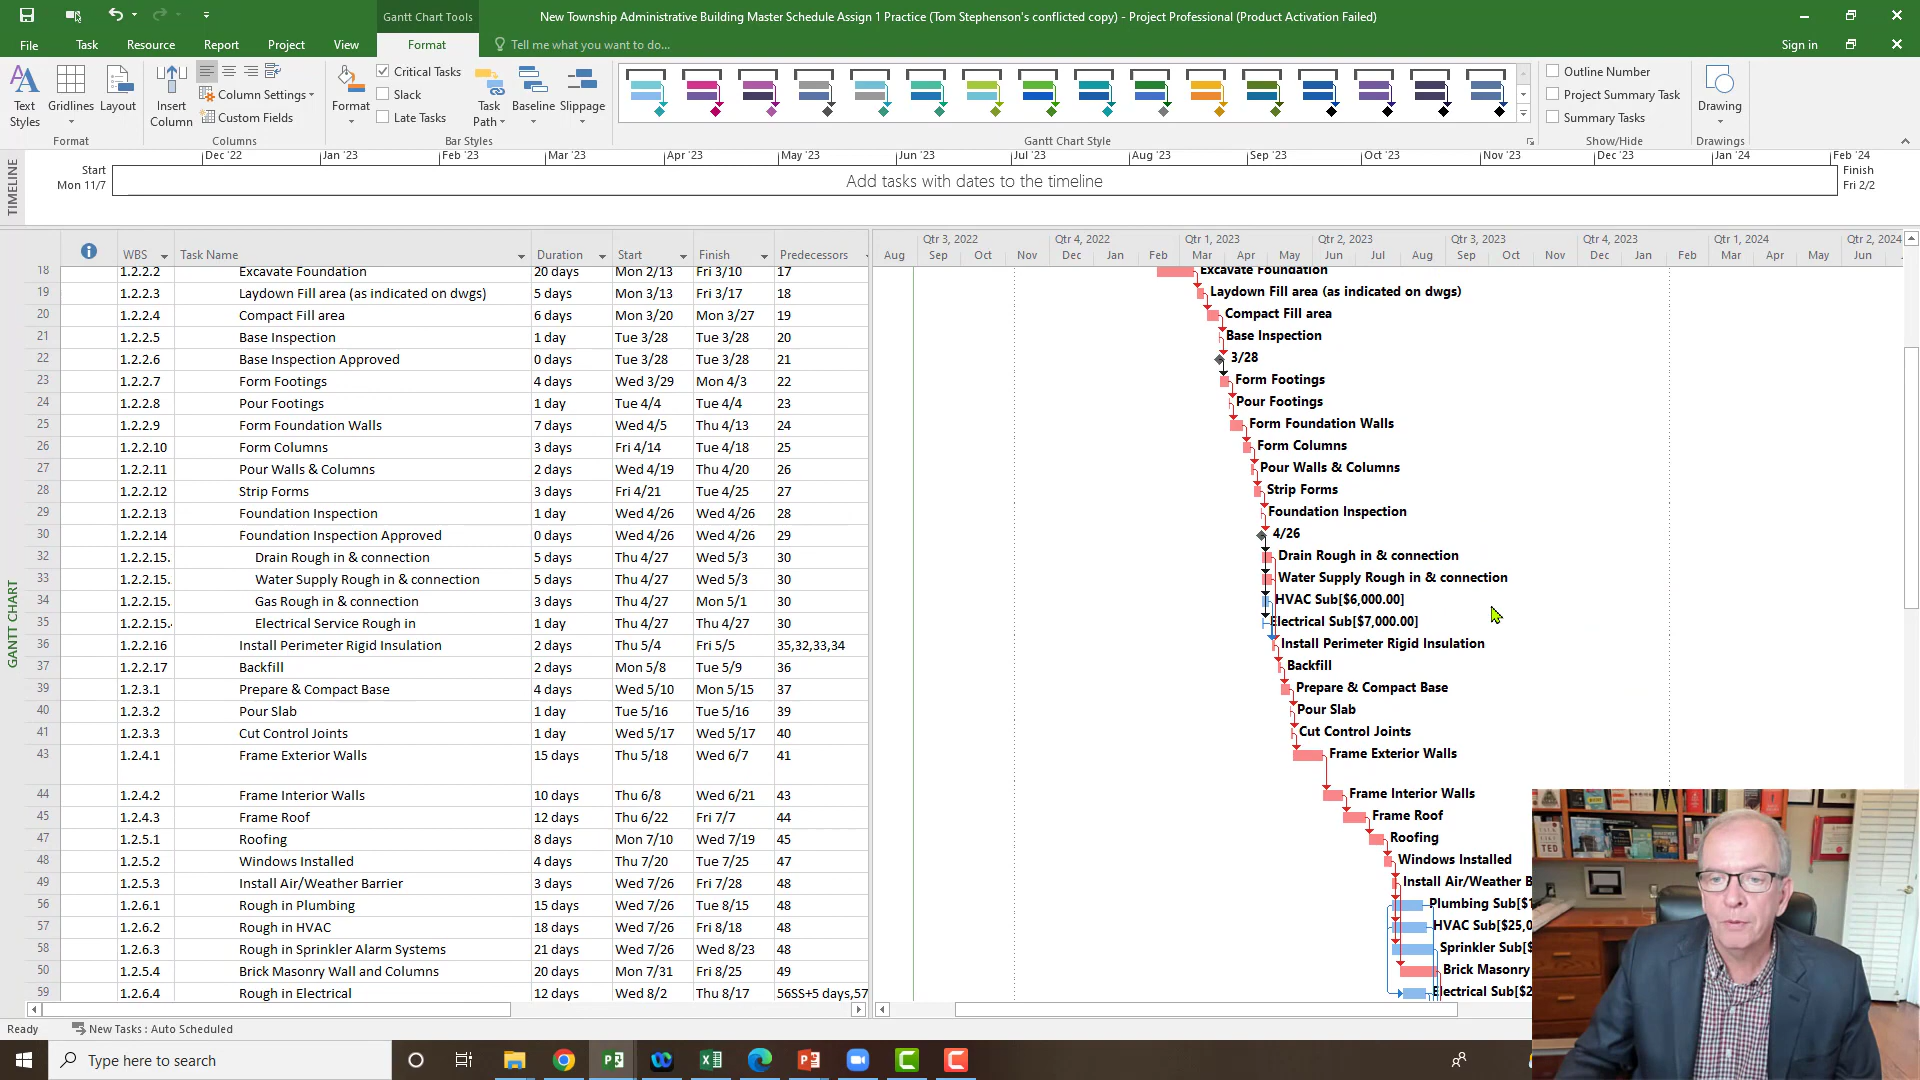 Gantt Chart Tools
New Township Administrative Building Master Schedule Assign 1 Practice (Tom Stephenson's conflicted copy) - Project Professional (Product Activation Failed)
File Task Resource Report Project View Format Tell me what you want to do... Sign in
Text Styles
Gridlines
Layout
Format
Insert Column
Column Settings
Custom Fields
Columns
Format
Critical Tasks
Slack
Late Tasks
Task Path
Baseline
Slippage
Bar Styles
Gantt Chart Style
Outline Number
Project Summary Task
Summary Tasks
Show/Hide
Drawing
Drawings
TIMELINE
Dec '22 Jan '23 Feb '23 Mar '23 Apr '23 May '23 Jun '23 Jul '23 Aug '23 Sep '23 Oct '23 Nov '23 Dec '23 Jan '24 Feb '24
Start
Mon 11/7
Add tasks with dates to the timeline
Finish
Fri 2/2
GANTT CHART
WBS Task Name Duration Start Finish Predecessors
18 1.2.2.2 Excavate Foundation 20 days Mon 2/13 Fri 3/10 17
19 1.2.2.3 Laydown Fill area (as indicated on dwgs) 5 days Mon 3/13 Fri 3/17 18
20 1.2.2.4 Compact Fill area 6 days Mon 3/20 Mon 3/27 19
21 1.2.2.5 Base Inspection 1 day Tue 3/28 Tue 3/28 20
22 1.2.2.6 Base Inspection Approved 0 days Tue 3/28 Tue 3/28 21
23 1.2.2.7 Form Footings 4 days Wed 3/29 Mon 4/3 22
24 1.2.2.8 Pour Footings 1 day Tue 4/4 Tue 4/4 23
25 1.2.2.9 Form Foundation Walls 7 days Wed 4/5 Thu 4/13 24
26 1.2.2.10 Form Columns 3 days Fri 4/14 Tue 4/18 25
27 1.2.2.11 Pour Walls & Columns 2 days Wed 4/19 Thu 4/20 26
28 1.2.2.12 Strip Forms 3 days Fri 4/21 Tue 4/25 27
29 1.2.2.13 Foundation Inspection 1 day Wed 4/26 Wed 4/26 28
30 1.2.2.14 Foundation Inspection Approved 0 days Wed 4/26 Wed 4/26 29
32 1.2.2.15. Drain Rough in & connection 5 days Thu 4/27 Wed 5/3 30
33 1.2.2.15. Water Supply Rough in & connection 5 days Thu 4/27 Wed 5/3 30
34 1.2.2.15. Gas Rough in & connection 3 days Thu 4/27 Mon 5/1 30
35 1.2.2.15. Electrical Service Rough in 1 day Thu 4/27 Thu 4/27 30
36 1.2.2.16 Install Perimeter Rigid Insulation 2 days Thu 5/4 Fri 5/5 35,32,33,34
37 1.2.2.17 Backfill 2 days Mon 5/8 Tue 5/9 36
39 1.2.3.1 Prepare & Compact Base 4 days Wed 5/10 Mon 5/15 37
40 1.2.3.2 Pour Slab 1 day Tue 5/16 Tue 5/16 39
41 1.2.3.3 Cut Control Joints 1 day Wed 5/17 Wed 5/17 40
43 1.2.4.1 Frame Exterior Walls 15 days Thu 5/18 Wed 6/7 41
44 1.2.4.2 Frame Interior Walls 10 days Thu 6/8 Wed 6/21 43
45 1.2.4.3 Frame Roof 12 days Thu 6/22 Fri 7/7 44
47 1.2.5.1 Roofing 8 days Mon 7/10 Wed 7/19 45
48 1.2.5.2 Windows Installed 4 days Thu 7/20 Tue 7/25 47
49 1.2.5.3 Install Air/Weather Barrier 3 days Wed 7/26 Fri 7/28 48
56 1.2.6.1 Rough in Plumbing 15 days Wed 7/26 Tue 8/15 48
57 1.2.6.2 Rough in HVAC 18 days Wed 7/26 Fri 8/18 48
58 1.2.6.3 Rough in Sprinkler Alarm Systems 21 days Wed 7/26 Wed 8/23 48
50 1.2.5.4 Brick Masonry Wall and Columns 20 days Mon 7/31 Fri 8/25 49
59 1.2.6.4 Rough in Electrical 12 days Wed 8/2 Thu 8/17 56SS+5 days,57
Qtr 3, 2022 Qtr 4, 2022 Qtr 1, 2023 Qtr 2, 2023 Qtr 3, 2023 Qtr 4, 2023 Qtr 1, 2024 Qtr 2, 2024
Aug Sep Oct Nov Dec Jan Feb Mar Apr May Jun Jul Aug Sep Oct Nov Dec Jan Feb Mar Apr May Jun
Excavate Foundation
Laydown Fill area (as indicated on dwgs)
Compact Fill area
Base Inspection
3/28
Form Footings
Pour Footings
Form Foundation Walls
Form Columns
Pour Walls & Columns
Strip Forms
Foundation Inspection
4/26
Drain Rough in & connection
Water Supply Rough in & connection
HVAC Sub[$6,000.00]
Electrical Sub[$7,000.00]
Install Perimeter Rigid Insulation
Backfill
Prepare & Compact Base
Pour Slab
Cut Control Joints
Frame Exterior Walls
Frame Interior Walls
Frame Roof
Roofing
Windows Installed
Install Air/Weather B
Plumbing Sub[$1
HVAC Sub[$25,0
Sprinkler Sub[$
Brick Masonry
Electrical Sub[$2
Ready New Tasks : Auto Scheduled
Type here to search
TED